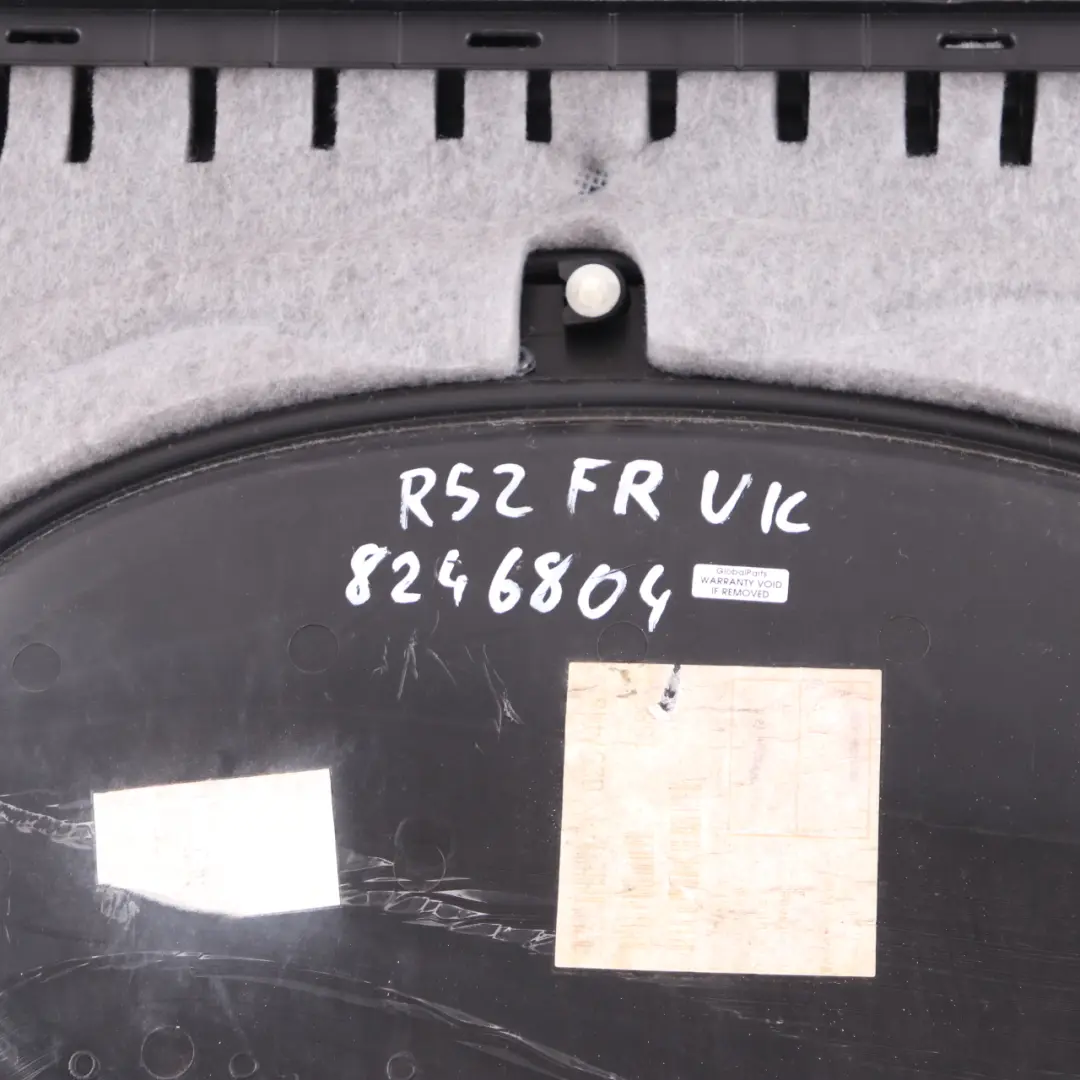 R52 FR UK
8246804
GlobalParts
WARRANTY VOID
IF REMOVED